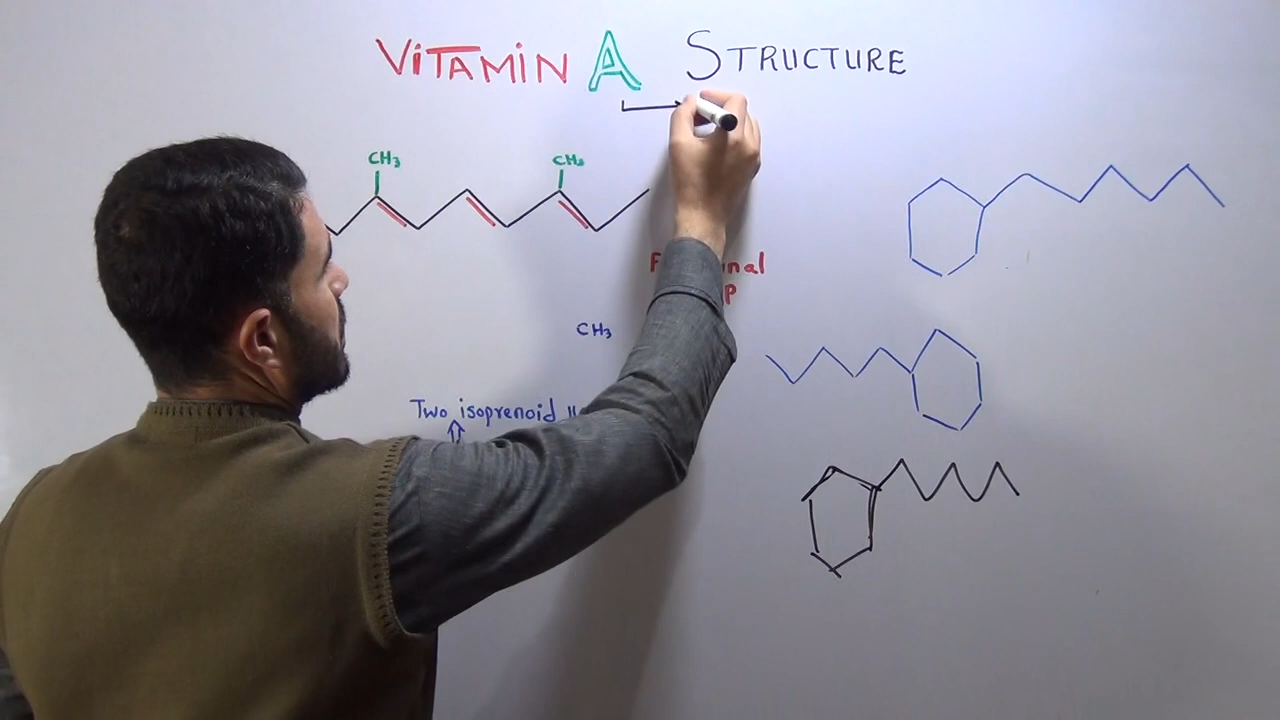 ViTAMiN A STRUCTURE
CH₃ CH₃
CH₃
Two isoprenoid